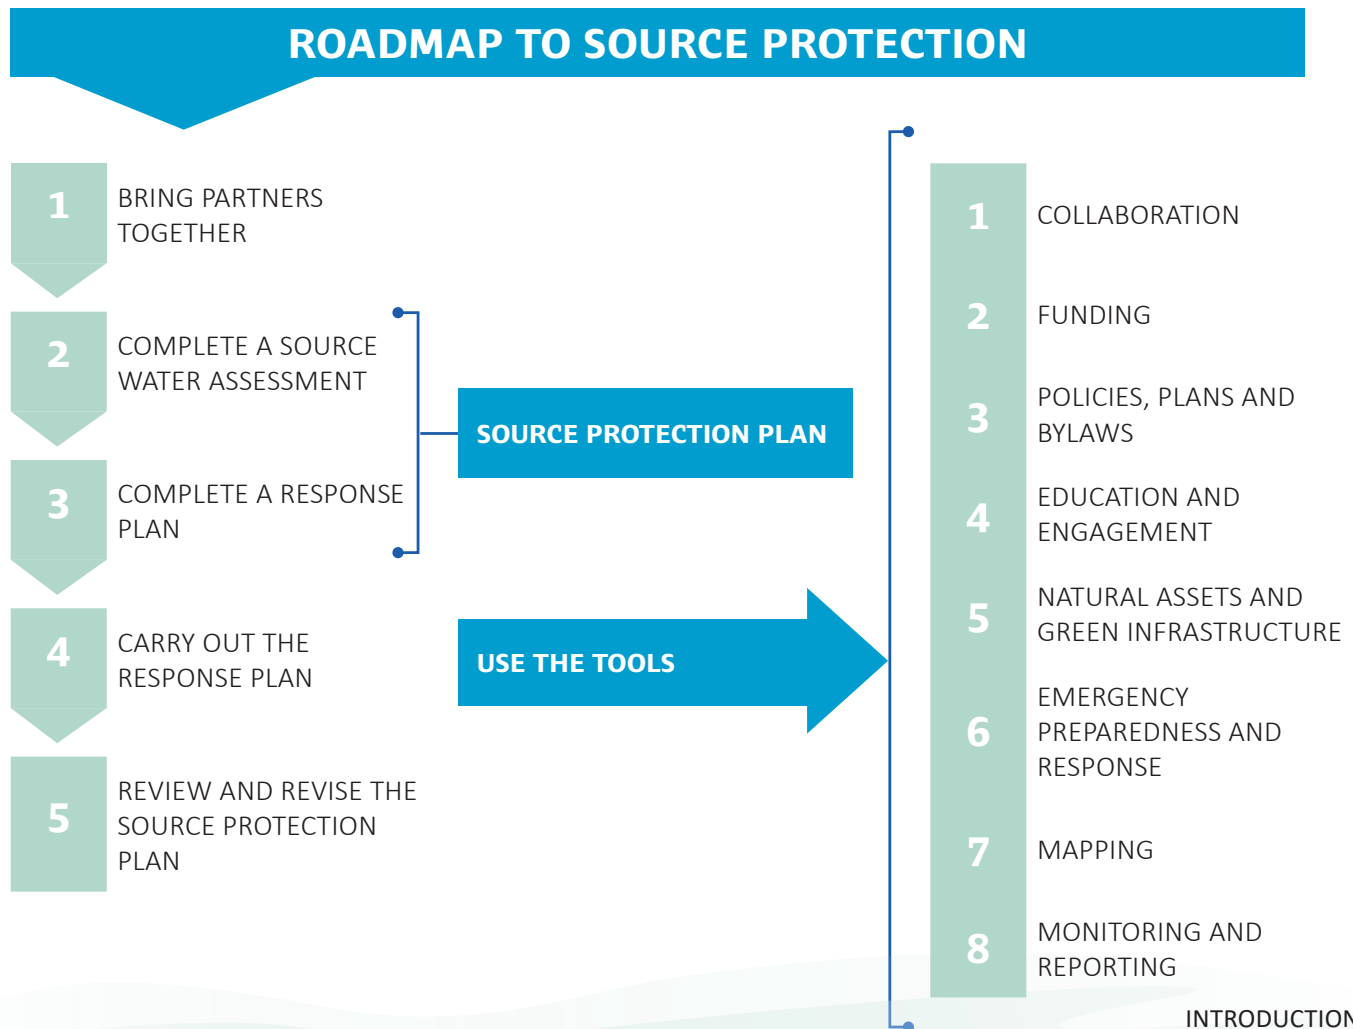 ROADMAP TO SOURCE PROTECTION
1
BRING PARTNERS
TOGETHER
2
COMPLETE A SOURCE
WATER ASSESSMENT
3
COMPLETE A RESPONSE
PLAN
4
CARRY OUT THE
RESPONSE PLAN
5
REVIEW AND REVISE THE
SOURCE PROTECTION
PLAN
SOURCE PROTECTION PLAN
USE THE TOOLS
1
COLLABORATION
2
FUNDING
3
POLICIES, PLANS AND
BYLAWS
4
EDUCATION AND
ENGAGEMENT
5
NATURAL ASSETS AND
GREEN INFRASTRUCTURE
6
EMERGENCY
PREPAREDNESS AND
RESPONSE
7
MAPPING
8
MONITORING AND
REPORTING
INTRODUCTION